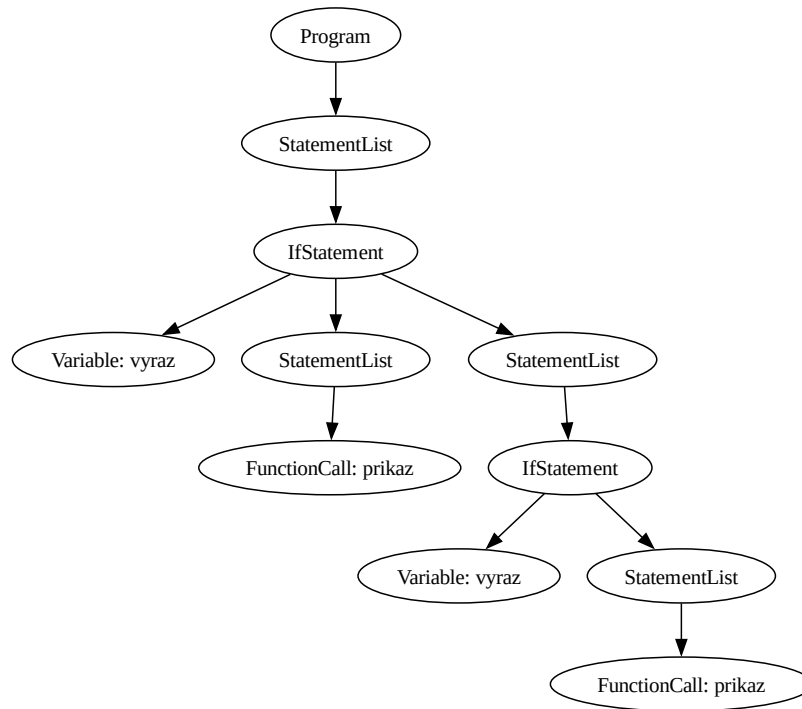 Program
StatementList
IfStatement
Variable: vyraz
StatementList
StatementList
FunctionCall: prikaz
IfStatement
Variable: vyraz
StatementList
FunctionCall: prikaz